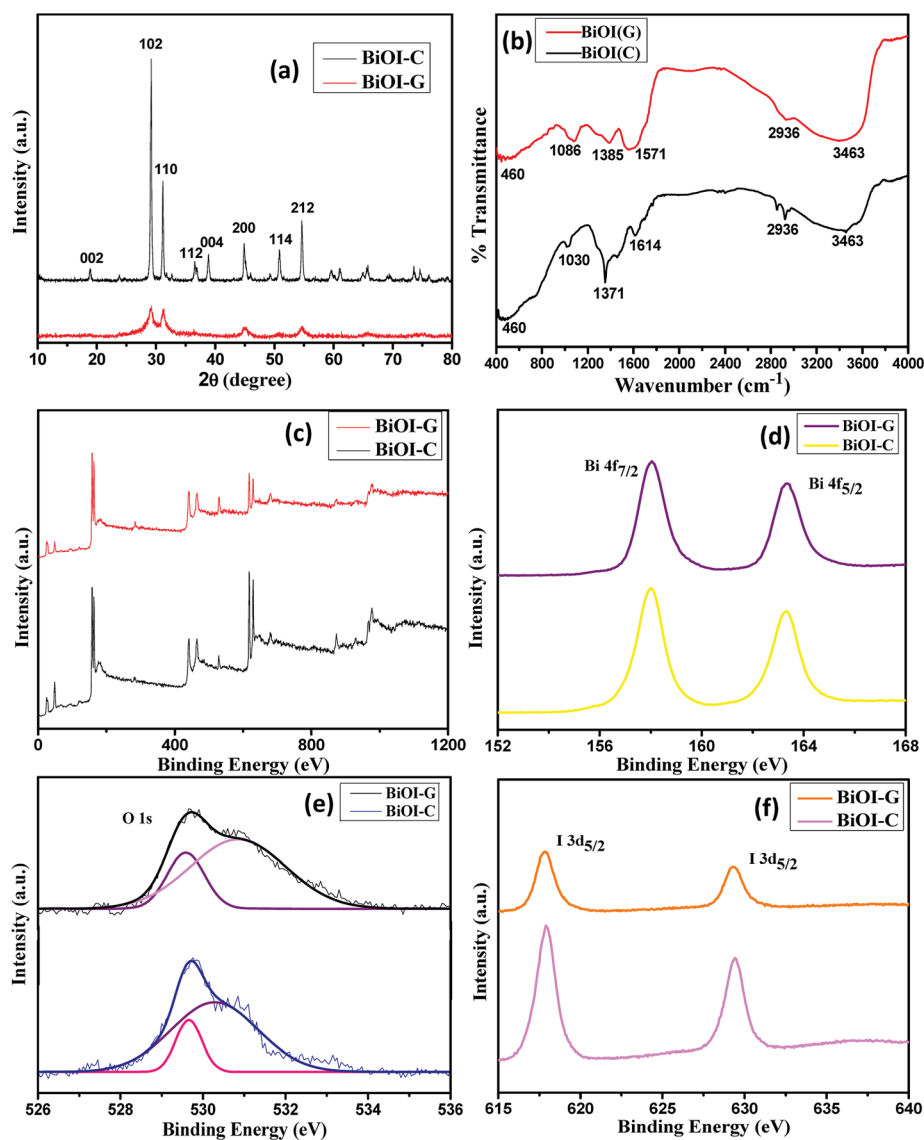 (a)
BiOI-C
BiOI-G
102
110
002
112
004
200
114
212
Intensity (a.u.)
10 20 30 40 50 60 70 80
2θ (degree)
(b)
BiOI(G)
BiOI(C)
% Transmittance
460
1086
1385
1571
2936
3463
460
1030
1371
1614
2936
3463
400 800 1200 1600 2000 2400 2800 3200 3600 4000
Wavenumber (cm-1)
(c)
BiOI-G
BiOI-C
Intensity (a.u.)
0 400 600 800 1000 1200
Binding Energy (eV)
(d)
BiOI-G
BiOI-C
Bi 4f7/2
Bi 4f5/2
Intensity (a.u.)
152 156 160 164 168
Binding Energy (eV)
(e)
BiOI-G
BiOI-C
O 1s
Intensity (a.u.)
526 528 530 532 534 536
Binding Energy (eV)
(f)
BiOI-G
BiOI-C
I 3d5/2
I 3d5/2
Intensity (a.u.)
615 620 625 630 635 640
Binding Energy (eV)